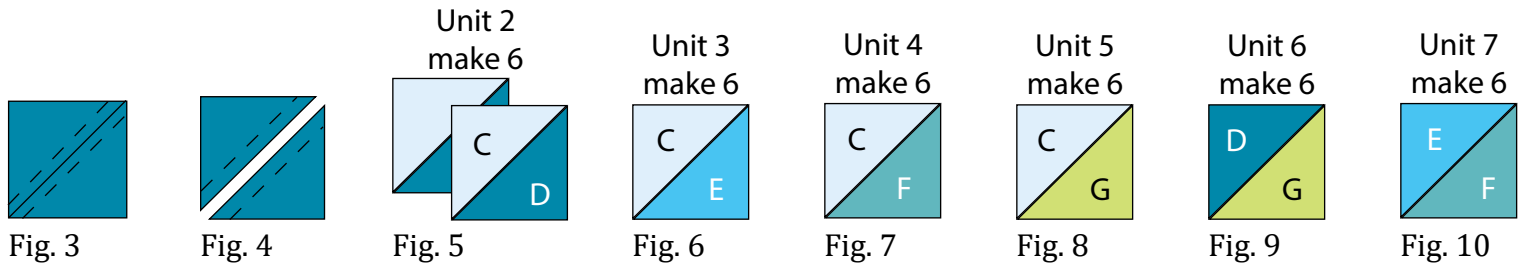 Unit 2
make 6
Unit 3
make 6
Unit 4
make 6
Unit 5
make 6
Unit 6
make 6
Unit 7
make 6
C
D
C
E
C
F
C
G
D
G
E
F
Fig. 3
Fig. 4
Fig. 5
Fig. 6
Fig. 7
Fig. 8
Fig. 9
Fig. 10